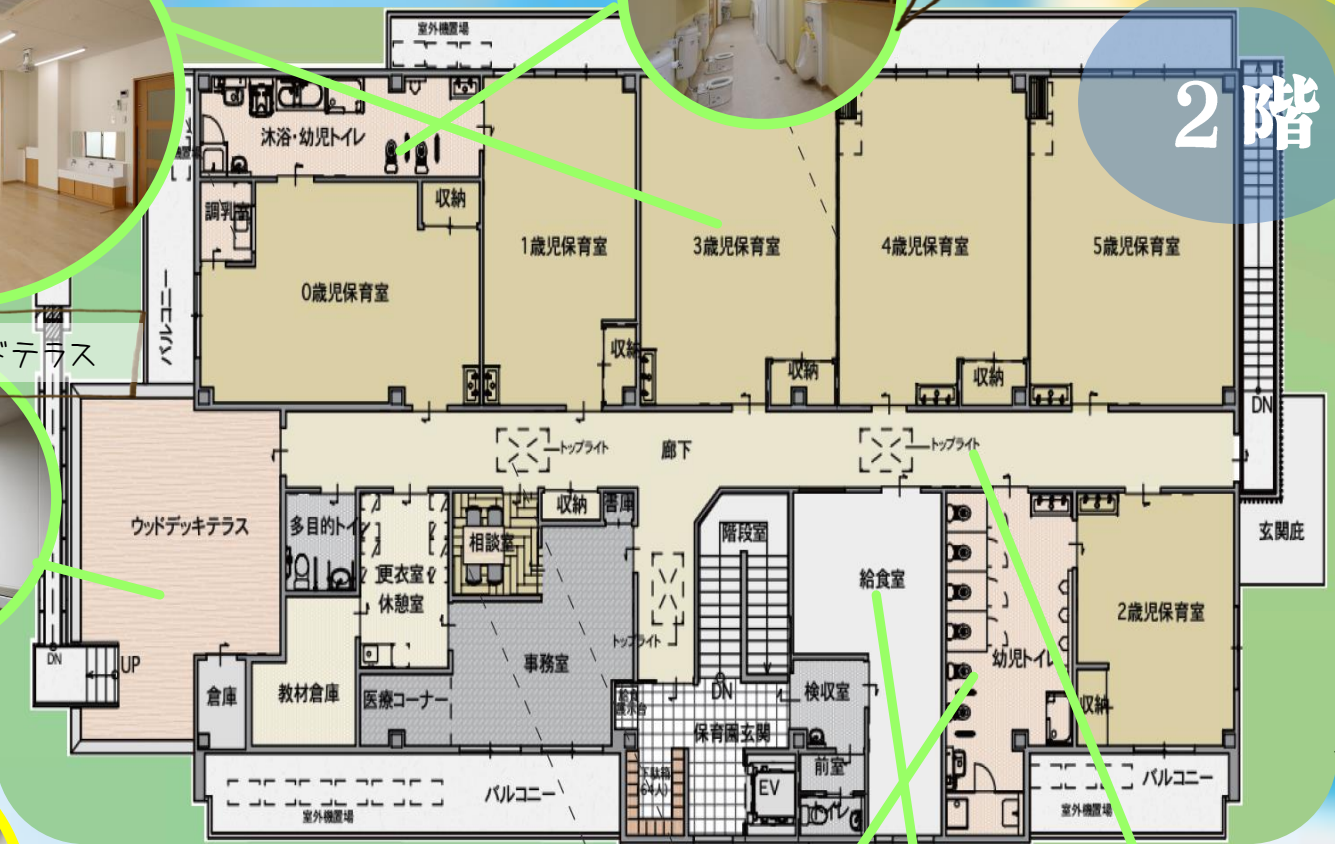 室外機置場
2階
沐浴・幼児トイレ
調乳室
収納
0歳児保育室
1歳児保育室
収納
3歳児保育室
収納
4歳児保育室
収納
5歳児保育室
バルコニー
ドテラス
DN
トップライト
廊下
トップライト
ウッドデッキテラス
多目的トイレ
更衣室
休憩室
相談室
収納
書庫
階段室
給食室
玄関庇
2歳児保育室
幼児トイレ
収納
トップライト
事務室
DN
UP
倉庫
教材倉庫
医療コーナー
DN
検収室
保育園玄関
前室
トイレ
EV
下駄箱
(64人)
バルコニー
室外機置場
バルコニー
室外機置場